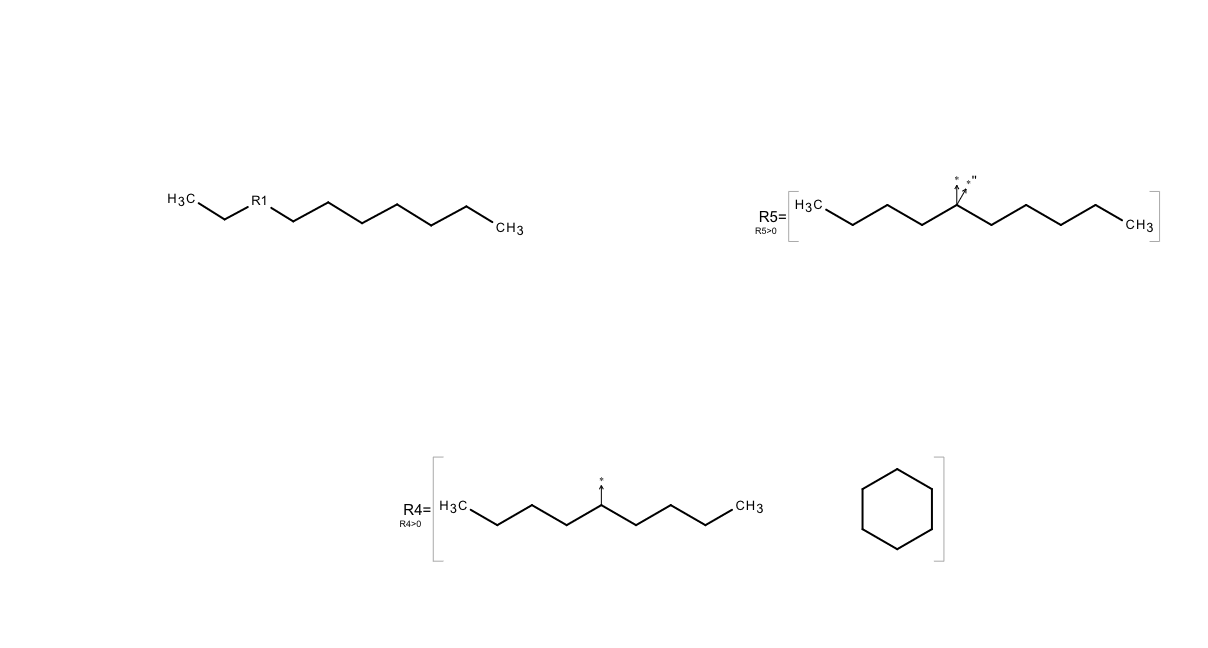 H3C R1 CH3
* *"
R5= H3C CH3
R5>0
*
R4= H3C CH3
R4>0